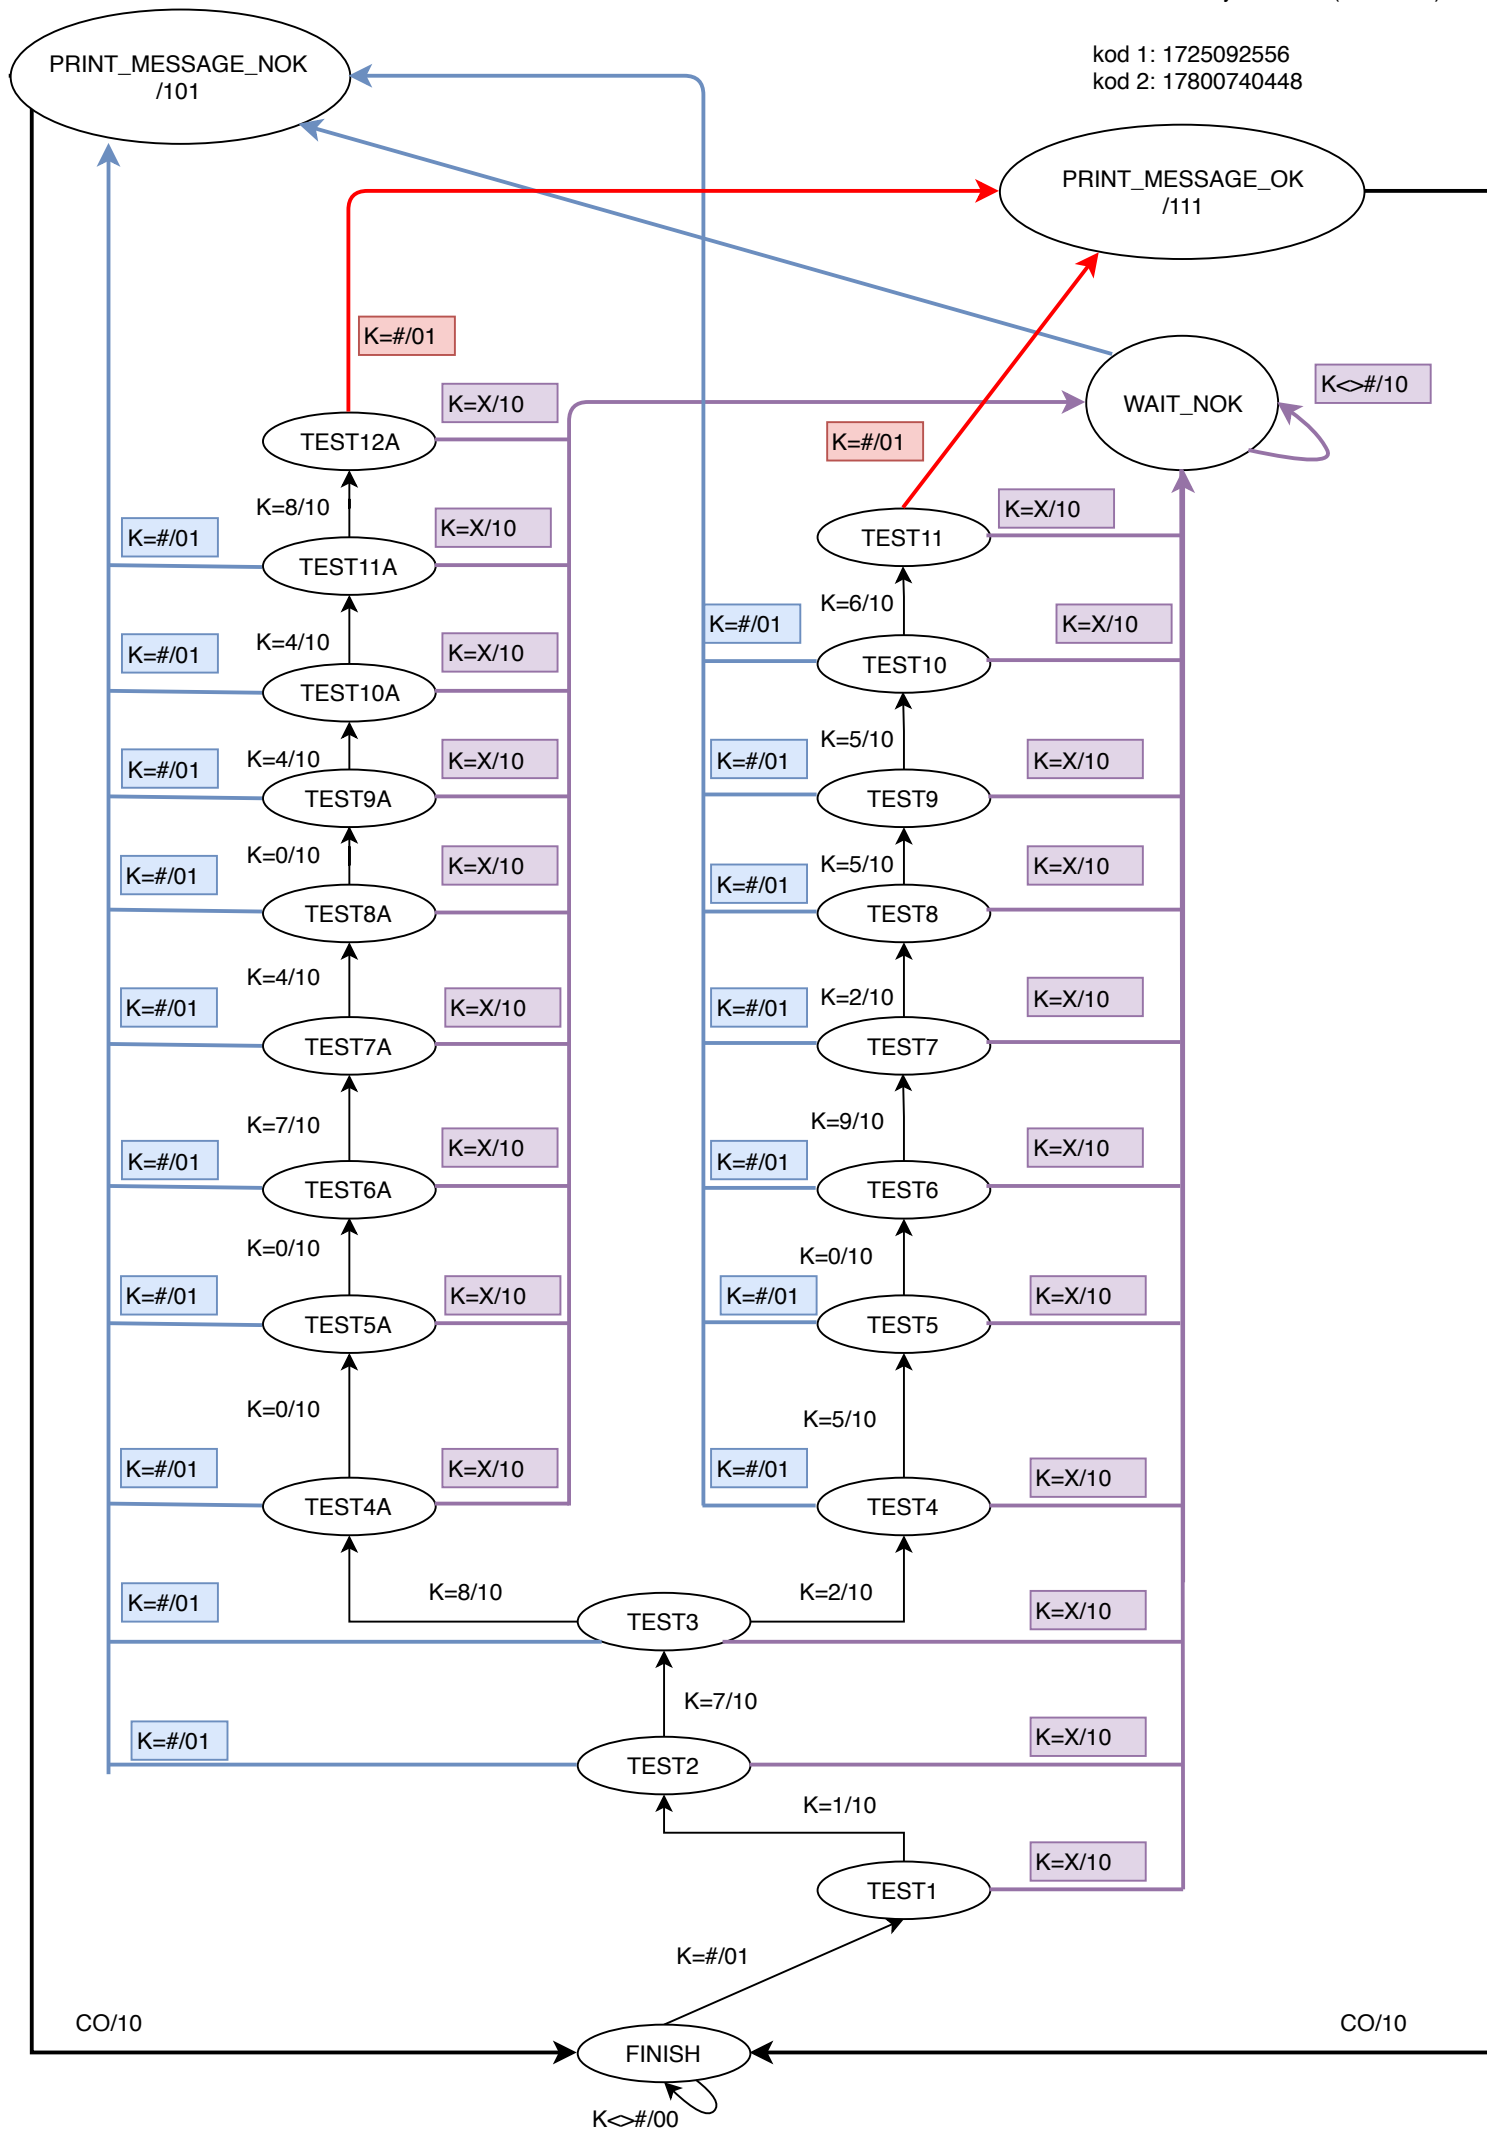 kod 1: 1725092556
kod 2: 17800740448
PRINT_MESSAGE_NOK
/101
PRINT_MESSAGE_OK
/111
K=#/01
K=X/10
WAIT_NOK
K<>#/10
TEST12A
K=#/01
K=8/10
K=X/10
K=X/10
K=#/01
TEST11
TEST11A
K=6/10
K=#/01
K=X/10
K=4/10
K=X/10
K=#/01
TEST10
TEST10A
K=5/10
K=#/01
K=X/10
K=4/10
K=X/10
K=#/01
TEST9A
TEST9
K=0/10
K=X/10
K=5/10
K=X/10
K=#/01
K=#/01
TEST8A
TEST8
K=4/10
K=2/10
K=X/10
K=#/01
K=X/10
K=#/01
TEST7A
TEST7
K=7/10
K=9/10
K=#/01
K=X/10
K=#/01
K=X/10
TEST6A
TEST6
K=0/10
K=0/10
K=#/01
K=X/10
K=#/01
K=X/10
TEST5A
TEST5
K=0/10
K=5/10
K=#/01
K=X/10
K=#/01
K=X/10
TEST4A
TEST4
K=#/01
K=8/10
K=2/10
K=X/10
TEST3
K=7/10
K=#/01
K=X/10
TEST2
K=1/10
K=X/10
TEST1
K=#/01
CO/10
CO/10
FINISH
K<>#/00